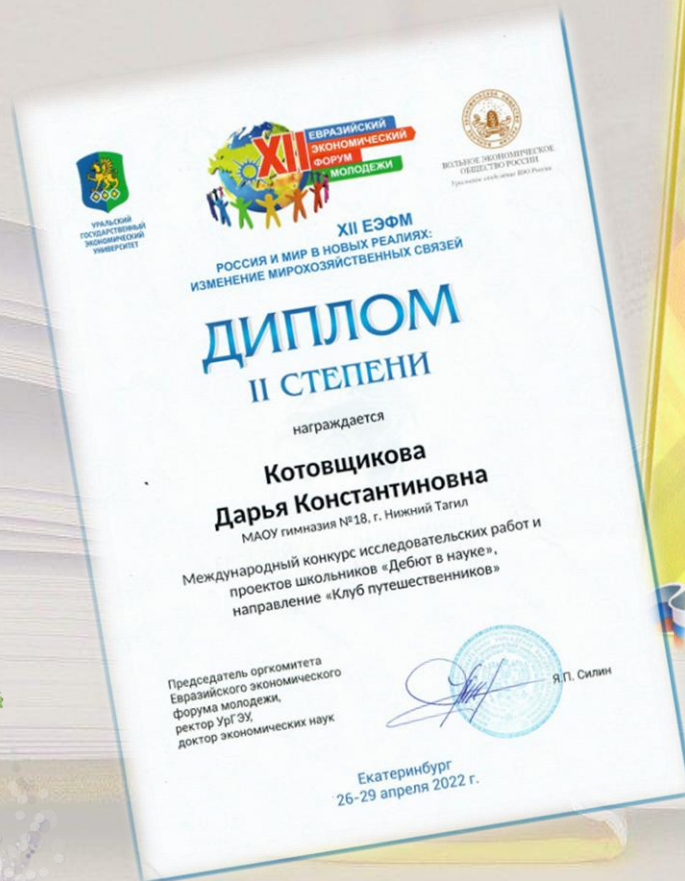 УРАЛЬСКИЙ
ГОСУДАРСТВЕННЫЙ
ЭКОНОМИЧЕСКИЙ
УНИВЕРСИТЕТ
XII
ЕВРАЗИЙСКИЙ
ЭКОНОМИЧЕСКИЙ
ФОРУМ
МОЛОДЕЖИ
ВОЛЬНОЕ ЭКОНОМИЧЕСКОЕ
ОБЩЕСТВО РОССИИ
XII ЕЭФМ
РОССИЯ И МИР В НОВЫХ РЕАЛИЯХ:
ИЗМЕНЕНИЕ МИРОХОЗЯЙСТВЕННЫХ СВЯЗЕЙ
ДИПЛОМ
II СТЕПЕНИ
награждается
Котовщикова
Дарья Константиновна
МАОУ гимназия №18, г. Нижний Тагил
Международный конкурс исследовательских работ и
проектов школьников «Дебют в науке»,
направление «Клуб путешественников»
Председатель оргкомитета
Евразийского экономического
форума молодежи,
ректор УрГЭУ,
доктор экономических наук
Я.П. Силин
Екатеринбург
26-29 апреля 2022 г.